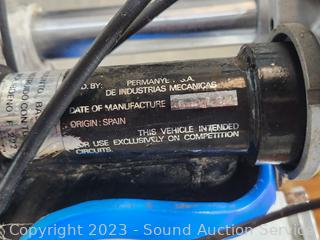 D. BY: PERMANYER S.A.
DE INDUSTRIAS MECANICAS
DATE OF MANUFACTURE
ORIGIN: SPAIN
THIS VEHICLE INTENDED
FOR USE EXCLUSIVELY ON COMPETITION
CIRCUITS.
Copyright 2023 - Sound Auction Service